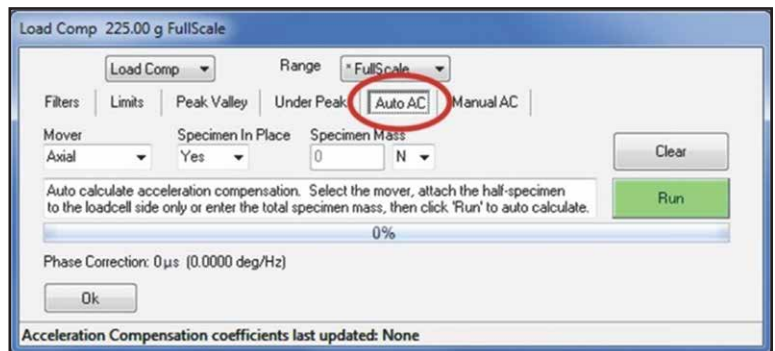 Load Comp 225.00 g FullScale
Load Comp Range * FullScale
Filters Limits Peak Valley Under Peak Auto AC Manual AC
Mover Specimen In Place Specimen Mass
Axial Yes 0 N Clear
Auto calculate acceleration compensation. Select the mover, attach the half-specimen
to the loadcell side only or enter the total specimen mass, then click 'Run' to auto calculate.
Run
0%
Phase Correction: 0 µs (0.0000 deg/Hz)
Ok
Acceleration Compensation coefficients last updated: None